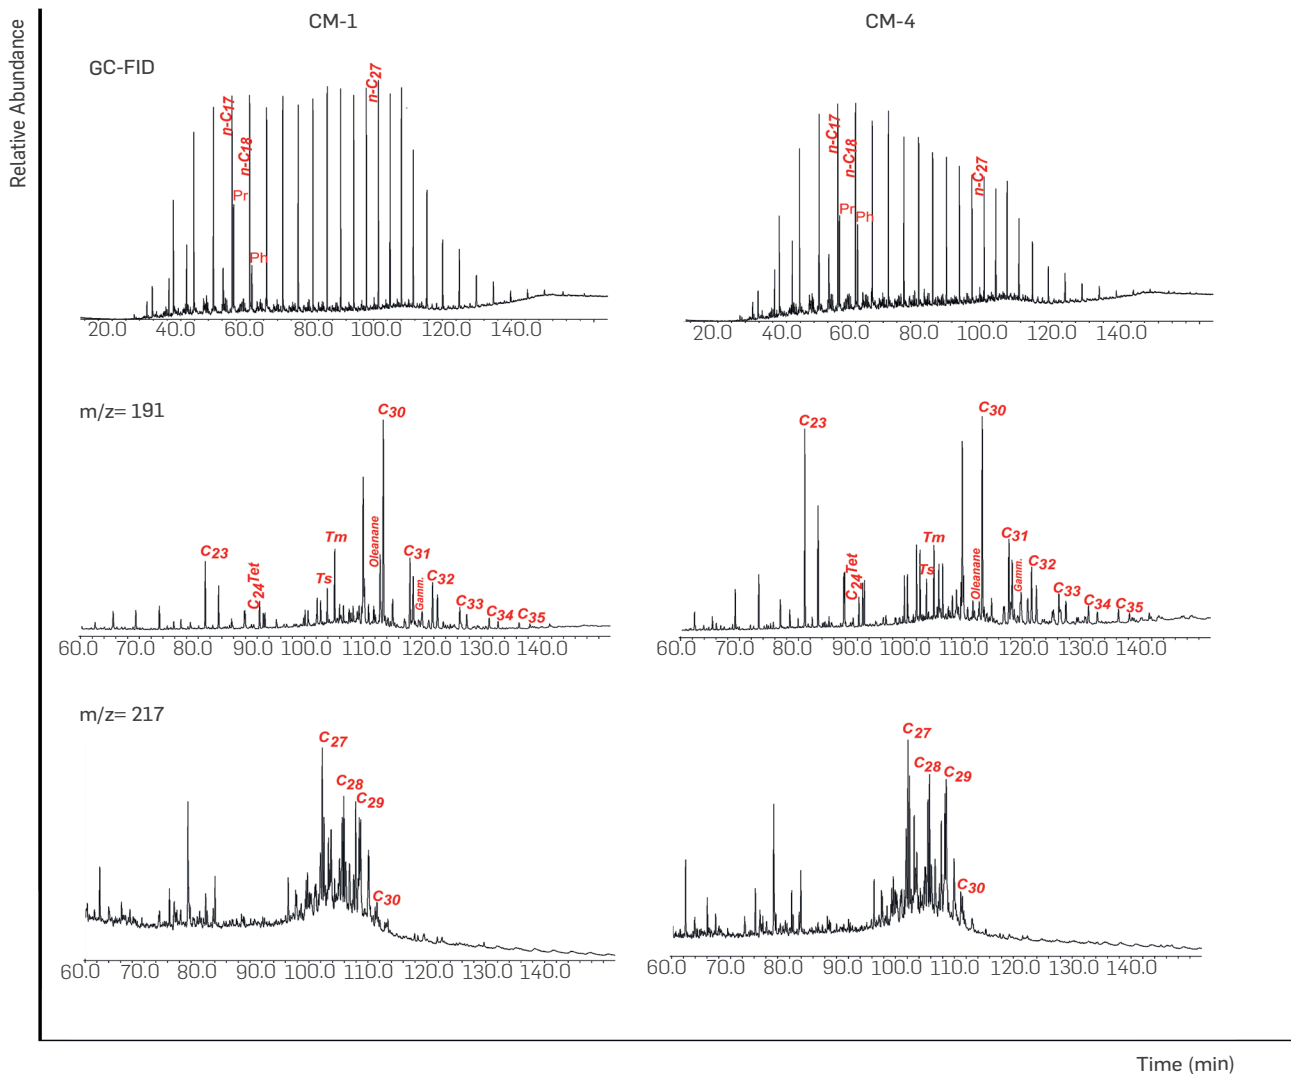 Relative Abundance
CM-1
CM-4
GC-FID
n-C17
n-C18
Pr
Ph
n-C27
20.0 40.0 60.0 80.0 100.0 120.0 140.0
n-C17
n-C18
Pr
Ph
n-C27
20.0 40.0 60.0 80.0 100.0 120.0 140.0
m/z= 191
C23
C24Tet
Ts
Tm
Oleanane
C30
C31
Gamm.
C32
C33
C34
C35
60.0 70.0 80.0 90.0 100.0 110.0 120.0 130.0 140.0
C23
C24Tet
Ts
Tm
Oleanane
C30
C31
Gamm.
C32
C33
C34
C35
60.0 70.0 80.0 90.0 100.0 110.0 120.0 130.0 140.0
m/z= 217
C27
C28
C29
C30
60.0 70.0 80.0 90.0 100.0 110.0 120.0 130.0 140.0
C27
C28
C29
C30
60.0 70.0 80.0 90.0 100.0 110.0 120.0 130.0 140.0
Time (min)